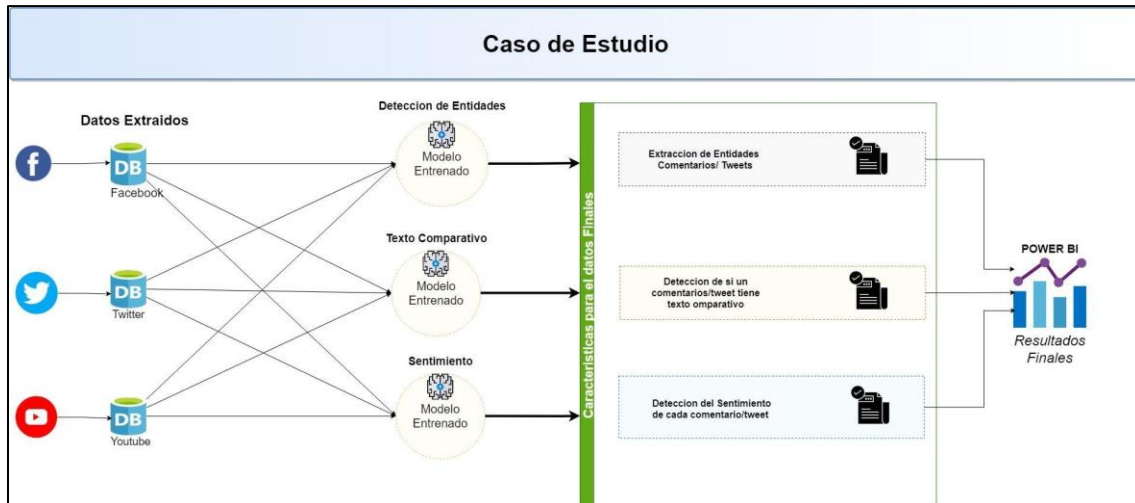 Caso de Estudio
Datos Extraidos
DB
Facebook
DB
Twitter
DB
Youtube
Deteccion de Entidades
Modelo
Entrenado
Texto Comparativo
Modelo
Entrenado
Sentimiento
Modelo
Entrenado
Características para el datos Finales
Extraccion de Entidades
Comentarios/ Tweets
Deteccion de si un
comentarios/tweet tiene
texto omparativo
Deteccion del Sentimiento
de cada comentario/tweet
POWER BI
Resultados
Finales